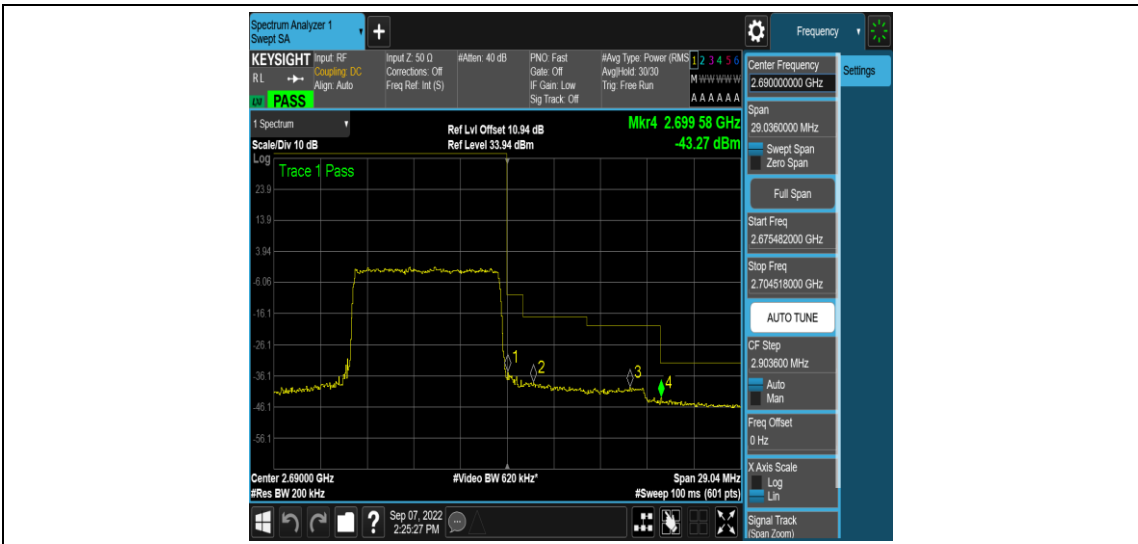 Spectrum Analyzer 1
Swept SA
+
Frequency
KEYSIGHT
RL
PASS
Input: RF
Coupling: DC
Align: Auto
Input Z: 50 Ω
Corrections: Off
Freq Ref: Int (S)
#Atten: 40 dB
PNO: Fast
Gate: Off
IF Gain: Low
Sig Track: Off
#Avg Type: Power (RMS
Avg|Hold: 30/30
Trig: Free Run
1 2 3 4 5 6
M W W W W W
A A A A A A
1 Spectrum
Scale/Div 10 dB
Ref Lvl Offset 10.94 dB
Ref Level 33.94 dBm
Mkr4 2.699 58 GHz
-43.27 dBm
Log
Trace 1 Pass
23.9
13.9
3.94
-6.06
-16.1
-26.1
-36.1
-46.1
-56.1
1
2
3
4
Center 2.69000 GHz
#Res BW 200 kHz
#Video BW 620 kHz*
Span 29.04 MHz
#Sweep 100 ms (601 pts)
?
Sep 07, 2022
2:25:27 PM
Center Frequency
2.690000000 GHz
Settings
Span
29.0360000 MHz
Swept Span
Zero Span
Full Span
Start Freq
2.675482000 GHz
Stop Freq
2.704518000 GHz
AUTO TUNE
CF Step
2.903600 MHz
Auto
Man
Freq Offset
0 Hz
X Axis Scale
Log
Lin
Signal Track
(Span Zoom)